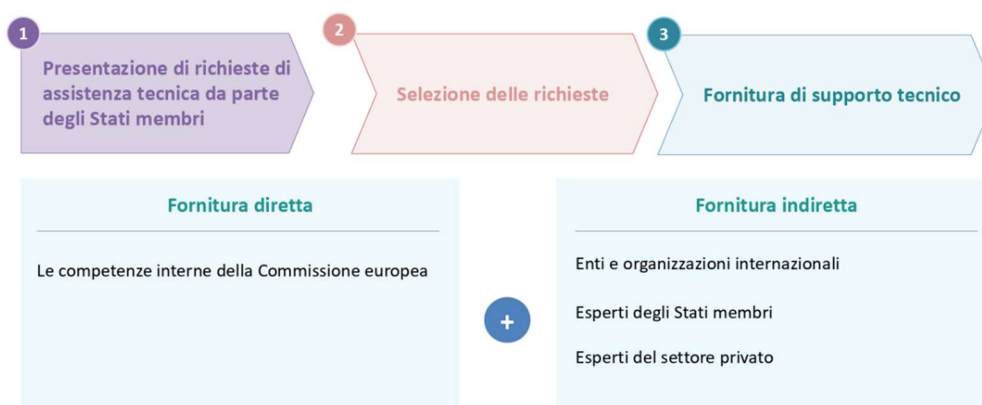 1
Presentazione di richieste di
assistenza tecnica da parte
degli Stati membri
2
Selezione delle richieste
3
Fornitura di supporto tecnico
Fornitura diretta
Le competenze interne della Commissione europea
+
Fornitura indiretta
Enti e organizzazioni internazionali
Esperti degli Stati membri
Esperti del settore privato